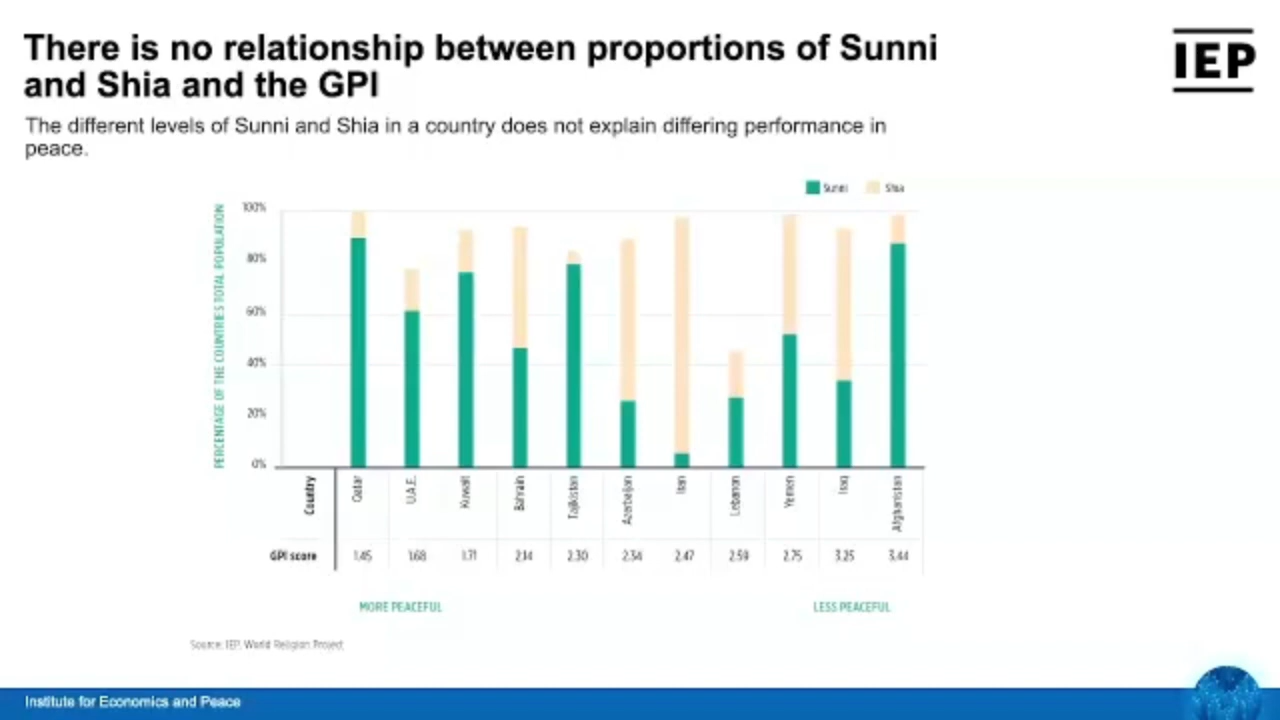 There is no relationship between proportions of Sunni
and Shia and the GPI
IEP
The different levels of Sunni and Shia in a country does not explain differing performance in
peace.
Sunni Shia
PERCENTAGE OF THE COUNTRIES TOTAL POPULATION
100%
80%
60%
40%
20%
0%
Country Qatar U.A.E. Kuwait Bahrain Tajikistan Azerbaijan Iran Lebanon Yemen Iraq Afghanistan
GPI score 1.45 1.68 1.71 2.14 2.30 2.34 2.47 2.59 2.75 3.25 3.44
MORE PEACEFUL LESS PEACEFUL
Source: IEP, World Religion Project
Institute for Economics and Peace